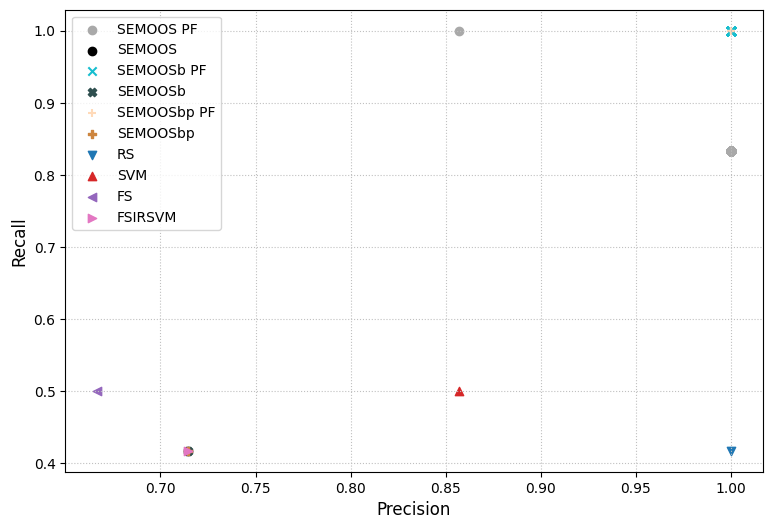 SEMOOS PF
SEMOOS
SEMOOSb PF
SEMOOSb
SEMOOSbp PF
SEMOOSbp
RS
SVM
FS
FSIRSVM
1.0
0.9
0.8
0.7
0.6
0.5
0.4
Recall
0.70 0.75 0.80 0.85 0.90 0.95 1.00
Precision